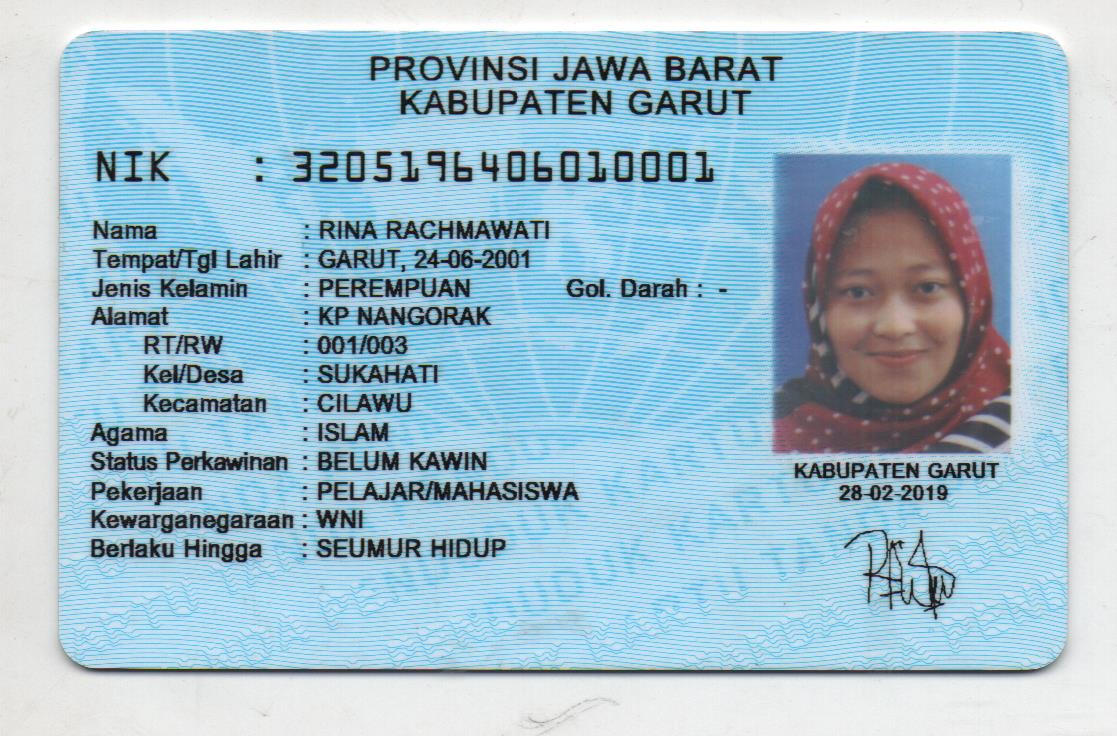 PROVINSI JAWA BARAT
KABUPATEN GARUT
NIK : 3205196406010001
Nama : RINA RACHMAWATI
Tempat/Tgl Lahir : GARUT, 24-06-2001
Jenis Kelamin : PEREMPUAN Gol. Darah : -
Alamat : KP NANGORAK
RT/RW : 001/003
Kel/Desa : SUKAHATI
Kecamatan : CILAWU
Agama : ISLAM
Status Perkawinan : BELUM KAWIN
Pekerjaan : PELAJAR/MAHASISWA
Kewarganegaraan : WNI
Berlaku Hingga : SEUMUR HIDUP
KABUPATEN GARUT
28-02-2019